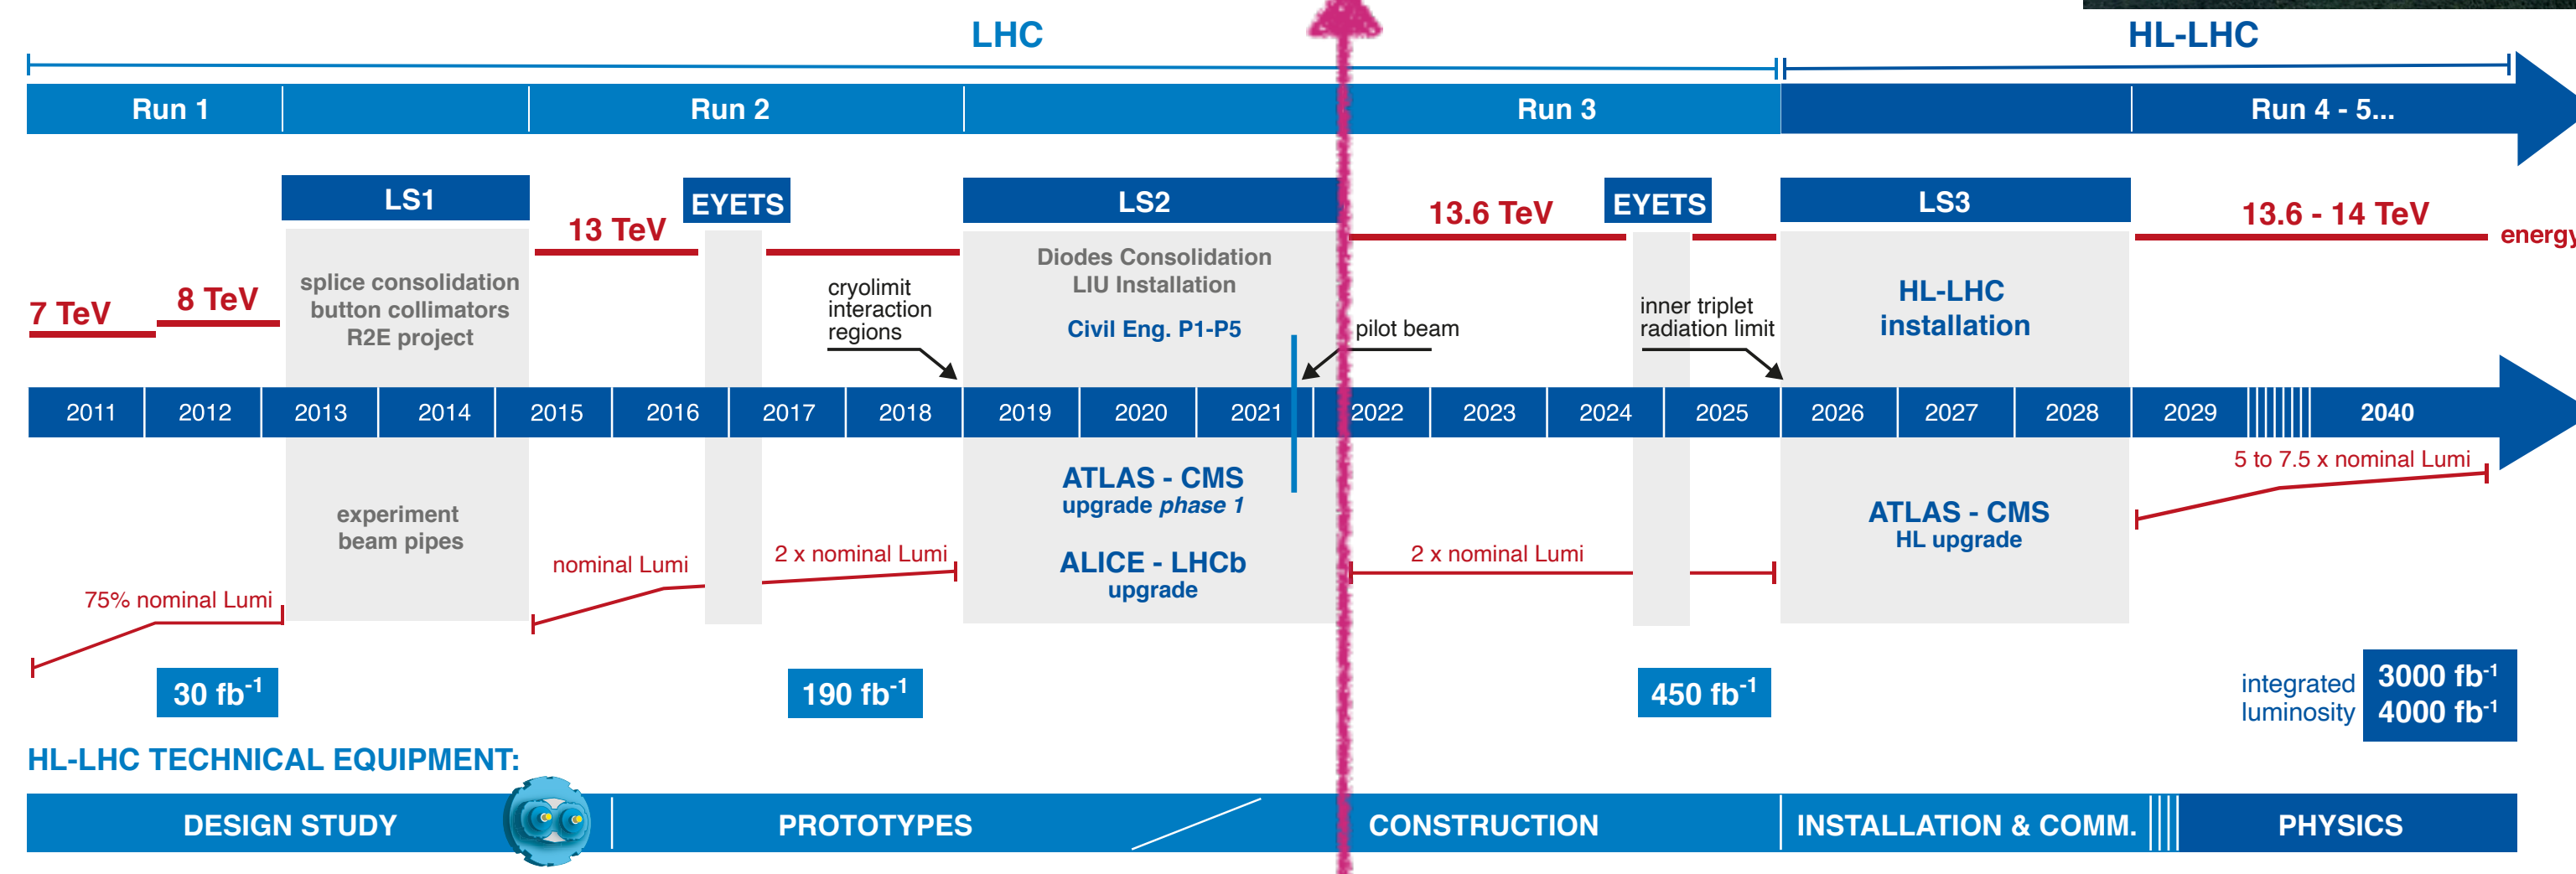 LHC
HL-LHC
Run 1
Run 2
Run 3
Run 4 - 5...
LS1
EYETS
LS2
EYETS
LS3
13 TeV
13.6 TeV
13.6 - 14 TeV
energy
7 TeV
8 TeV
splice consolidation
button collimators
R2E project
cryolimit
interaction
regions
Diodes Consolidation
LIU Installation
Civil Eng. P1-P5
pilot beam
inner triplet
radiation limit
HL-LHC
installation
2011 2012 2013 2014 2015 2016 2017 2018 2019 2020 2021 2022 2023 2024 2025 2026 2027 2028 2029 2040
experiment
beam pipes
75% nominal Lumi
nominal Lumi
2 x nominal Lumi
ATLAS - CMS
upgrade phase 1
ALICE - LHCb
upgrade
2 x nominal Lumi
ATLAS - CMS
HL upgrade
5 to 7.5 x nominal Lumi
30 fb-1
190 fb-1
450 fb-1
integrated
luminosity
3000 fb-1
4000 fb-1
HL-LHC TECHNICAL EQUIPMENT:
DESIGN STUDY
PROTOTYPES
CONSTRUCTION
INSTALLATION & COMM.
PHYSICS